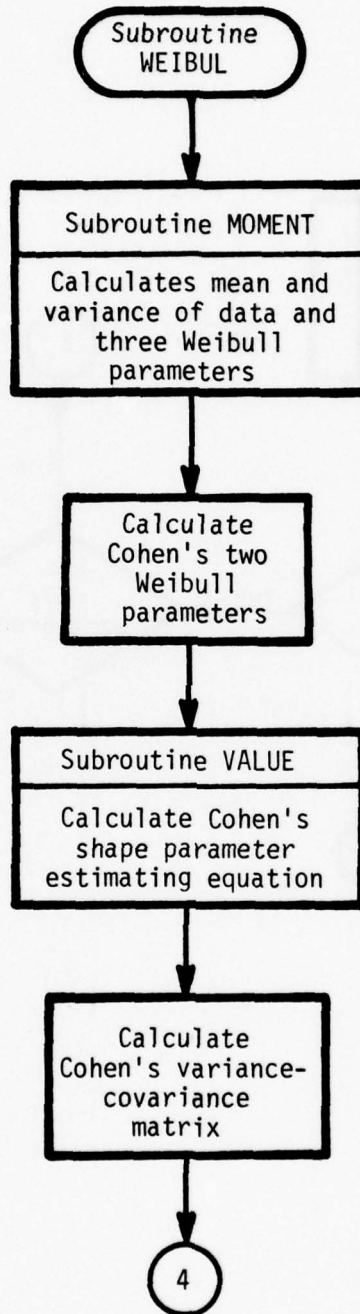 Subroutine
WEIBUL
Subroutine MOMENT
Calculates mean and
variance of data and
three Weibull
parameters
Calculate
Cohen's two
Weibull
parameters
Subroutine VALUE
Calculate Cohen's
shape parameter
estimating equation
Calculate
Cohen's variance-
covariance
matrix
4